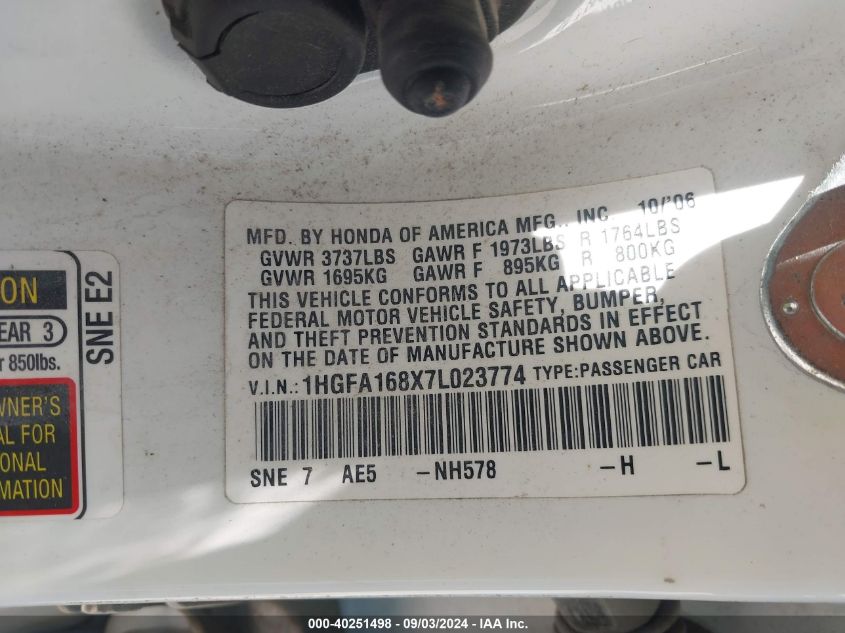 MFD. BY HONDA OF AMERICA MFG., INC. 10/'06
GVWR 3737LBS GAWR F 1973LBS R 1764LBS
GVWR 1695KG GAWR F 895KG R 800KG
THIS VEHICLE CONFORMS TO ALL APPLICABLE
FEDERAL MOTOR VEHICLE SAFETY, BUMPER,
AND THEFT PREVENTION STANDARDS IN EFFECT
ON THE DATE OF MANUFACTURE SHOWN ABOVE.
V.I.N.: 1HGFA168X7L023774 TYPE:PASSENGER CAR
SNE 7 AE5 -NH578 -H -L
ON
EAR 3
r 850lbs.
WNER'S
AL FOR
ONAL
MATION
SNE E2
000-40251498 - 09/03/2024 - IAA Inc.